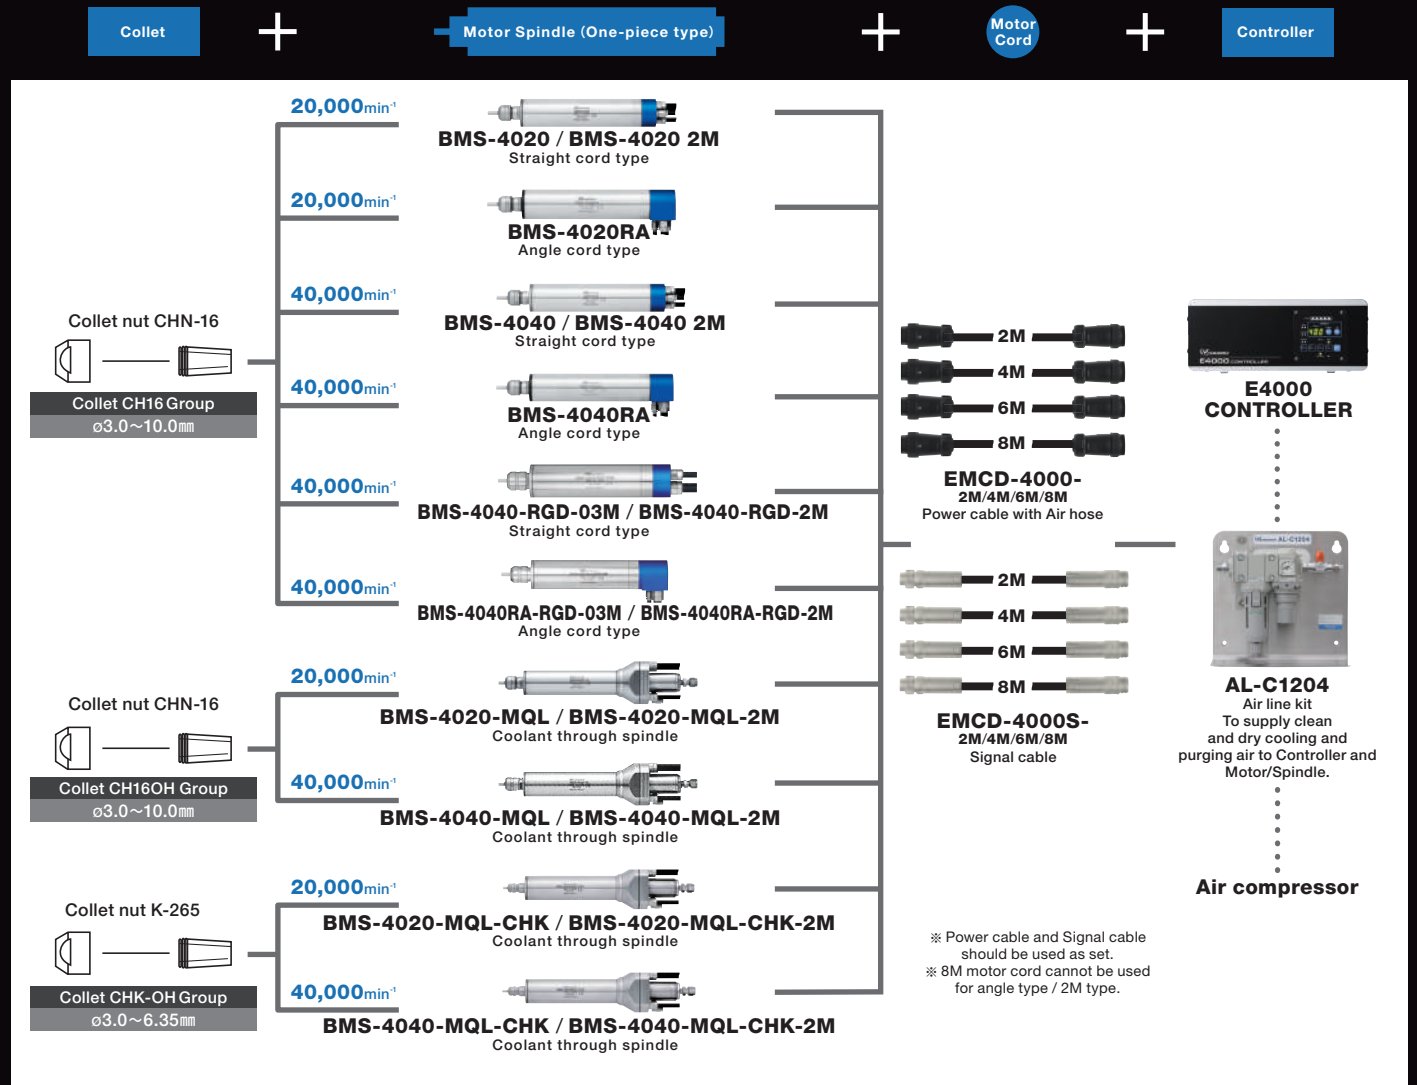 Collet
Motor Spindle (One-piece type)
Motor
Cord
Controller
20,000min-1
BMS-4020 / BMS-4020 2M
Straight cord type
20,000min-1
BMS-4020RA
Angle cord type
40,000min-1
BMS-4040 / BMS-4040 2M
Straight cord type
40,000min-1
BMS-4040RA
Angle cord type
40,000min-1
BMS-4040-RGD-03M / BMS-4040-RGD-2M
Straight cord type
40,000min-1
BMS-4040RA-RGD-03M / BMS-4040RA-RGD-2M
Angle cord type
Collet nut CHN-16
Collet CH16 Group
ø3.0～10.0㎜
20,000min-1
BMS-4020-MQL / BMS-4020-MQL-2M
Coolant through spindle
40,000min-1
BMS-4040-MQL / BMS-4040-MQL-2M
Coolant through spindle
Collet nut CHN-16
Collet CH16OH Group
ø3.0～10.0㎜
20,000min-1
BMS-4020-MQL-CHK / BMS-4020-MQL-CHK-2M
Coolant through spindle
40,000min-1
BMS-4040-MQL-CHK / BMS-4040-MQL-CHK-2M
Coolant through spindle
Collet nut K-265
Collet CHK-OH Group
ø3.0～6.35㎜
2M
4M
6M
8M
EMCD-4000-
2M/4M/6M/8M
Power cable with Air hose
2M
4M
6M
8M
EMCD-4000S-
2M/4M/6M/8M
Signal cable
※ Power cable and Signal cable
should be used as set.
※ 8M motor cord cannot be used
for angle type / 2M type.
E4000 CONTROLLER
E4000
CONTROLLER
AL-C1204
AL-C1204
Air line kit
To supply clean
and dry cooling and
purging air to Controller and
Motor/Spindle.
Air compressor